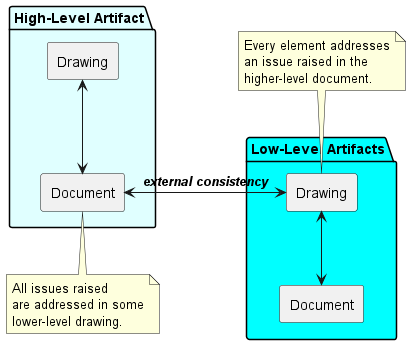 High-Level Artifact
Drawing
Document
All issues raised
are addressed in some
lower-level drawing.
external consistency
Every element addresses
an issue raised in the
higher-level document.
Low-Level Artifacts
Drawing
Document